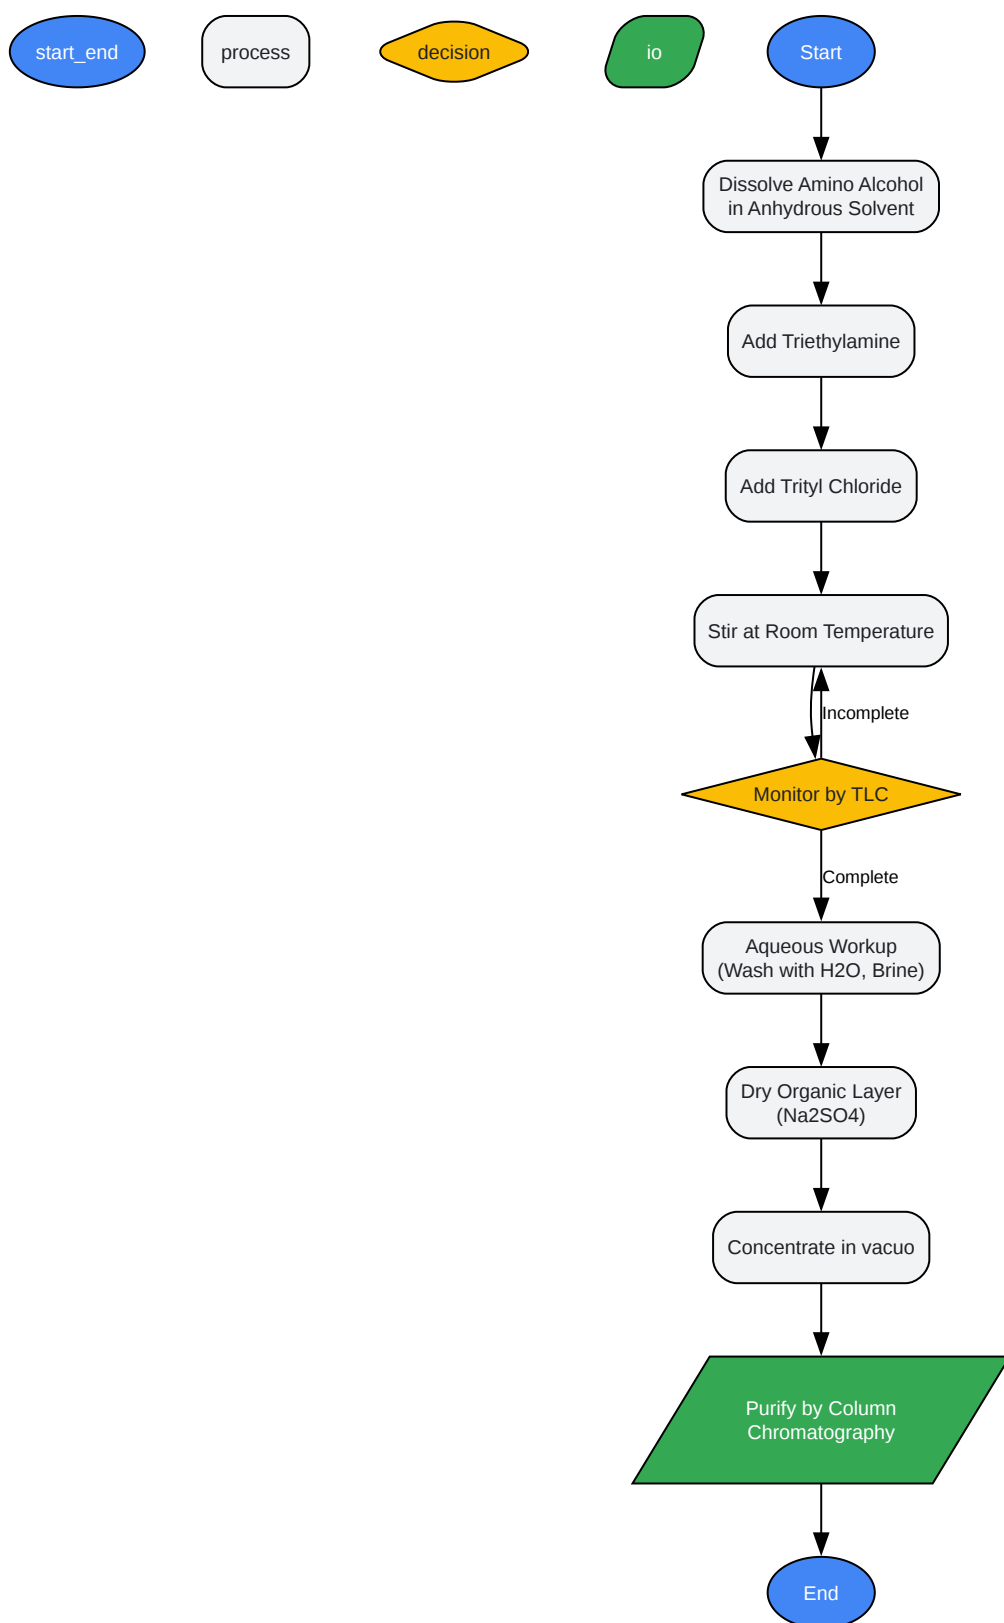 start_end
process
decision
io
Start
Dissolve Amino Alcohol
in Anhydrous Solvent
Add Triethylamine
Add Trityl Chloride
Stir at Room Temperature
Incomplete
Monitor by TLC
Complete
Aqueous Workup
(Wash with H2O, Brine)
Dry Organic Layer
(Na2SO4)
Concentrate in vacuo
Purify by Column
Chromatography
End